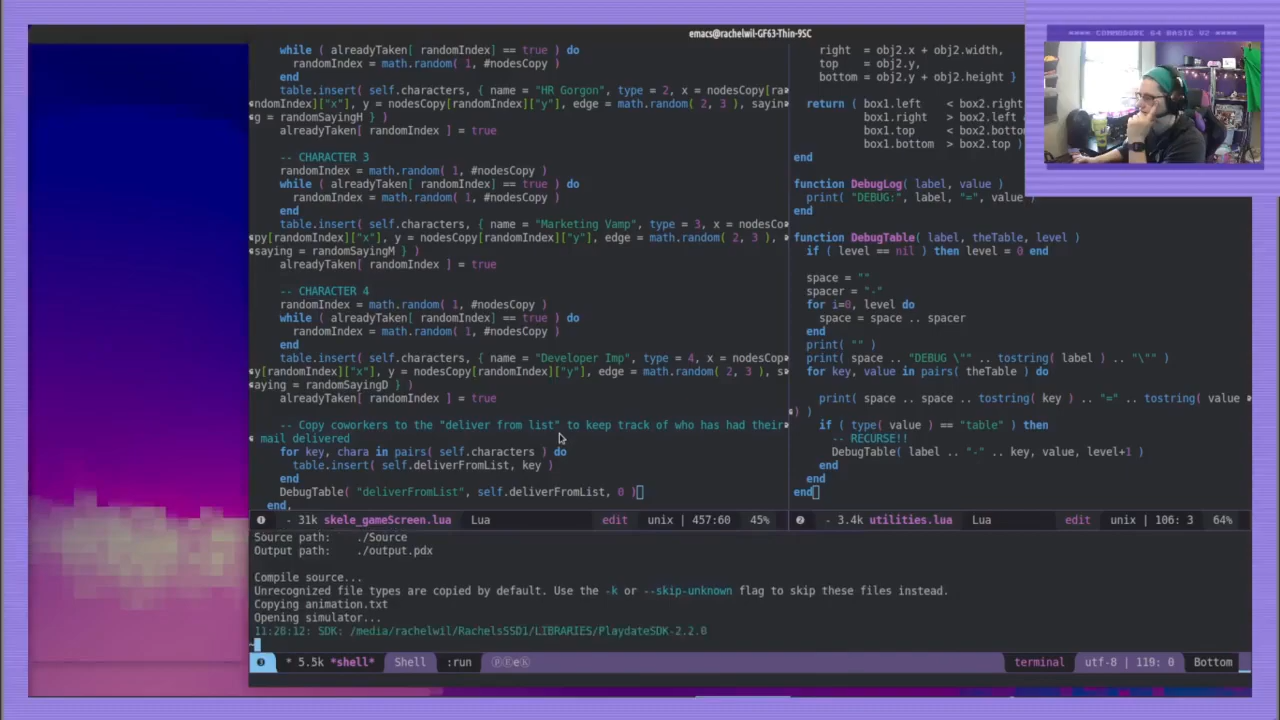 emacs@rachelwil-GF63-Thin-9SC
**** COMMODORE 64 BASIC V2 ****
while ( alreadyTaken[ randomIndex] == true ) do
randomIndex = math.random( 1, #nodesCopy )
end
table.insert( self.characters, { name = "HR Gorgon", type = 2, x = nodesCopy[ra
ndomIndex]["x"], y = nodesCopy[randomIndex]["y"], edge = math.random( 2, 3 ), sayin
g = randomSayingH } )
alreadyTaken[ randomIndex ] = true
-- CHARACTER 3
randomIndex = math.random( 1, #nodesCopy )
while ( alreadyTaken[ randomIndex] == true ) do
randomIndex = math.random( 1, #nodesCopy )
end
table.insert( self.characters, { name = "Marketing Vamp", type = 3, x = nodesCo
py[randomIndex]["x"], y = nodesCopy[randomIndex]["y"], edge = math.random( 2, 3 ),
saying = randomSayingM } )
alreadyTaken[ randomIndex ] = true
-- CHARACTER 4
randomIndex = math.random( 1, #nodesCopy )
while ( alreadyTaken[ randomIndex] == true ) do
randomIndex = math.random( 1, #nodesCopy )
end
table.insert( self.characters, { name = "Developer Imp", type = 4, x = nodesCop
y[randomIndex]["x"], y = nodesCopy[randomIndex]["y"], edge = math.random( 2, 3 ), s
aying = randomSayingD } )
alreadyTaken[ randomIndex ] = true
-- Copy coworkers to the "deliver from list" to keep track of who has had their
mail delivered
for key, chara in pairs( self.characters ) do
table.insert( self.deliverFromList, key )
end
DebugTable( "deliverFromList", self.deliverFromList, 0 )
end,
❶ - 31k skele_gameScreen.lua Lua edit unix | 457:60 45%
right = obj2.x + obj2.width,
top = obj2.y,
bottom = obj2.y + obj2.height }
return ( box1.left < box2.right
box1.right > box2.left
box1.top < box2.botto
box1.bottom > box2.top )
end
function DebugLog( label, value )
print( "DEBUG:", label, "=", value
end
function DebugTable( label, theTable, level )
if ( level == nil ) then level = 0 end
space = ""
spacer = "-"
for i=0, level do
space = space .. spacer
end
print( "" )
print( space .. "DEBUG \"" .. tostring( label ) .. "\"" )
for key, value in pairs( theTable ) do
print( space .. space .. tostring( key ) .. "=" .. tostring( value
) )
if ( type( value ) == "table" ) then
-- RECURSE!!
DebugTable( label .. "-" .. key, value, level+1 )
end
end
end
❷ - 3.4k utilities.lua Lua edit unix | 106: 3 64%
Source path: ./Source
Output path: ./output.pdx
Compile source...
Unrecognized file types are copied by default. Use the -k or --skip-unknown flag to skip these files instead.
Copying animation.txt
Opening simulator...
11:28:12: SDK: /media/rachelwil/RachelsSSD1/LIBRARIES/PlaydateSDK-2.2.0
❸ * 5.5k *shell* Shell :run ⓟⓡⓔⓚ terminal utf-8 | 119: 0 Bottom